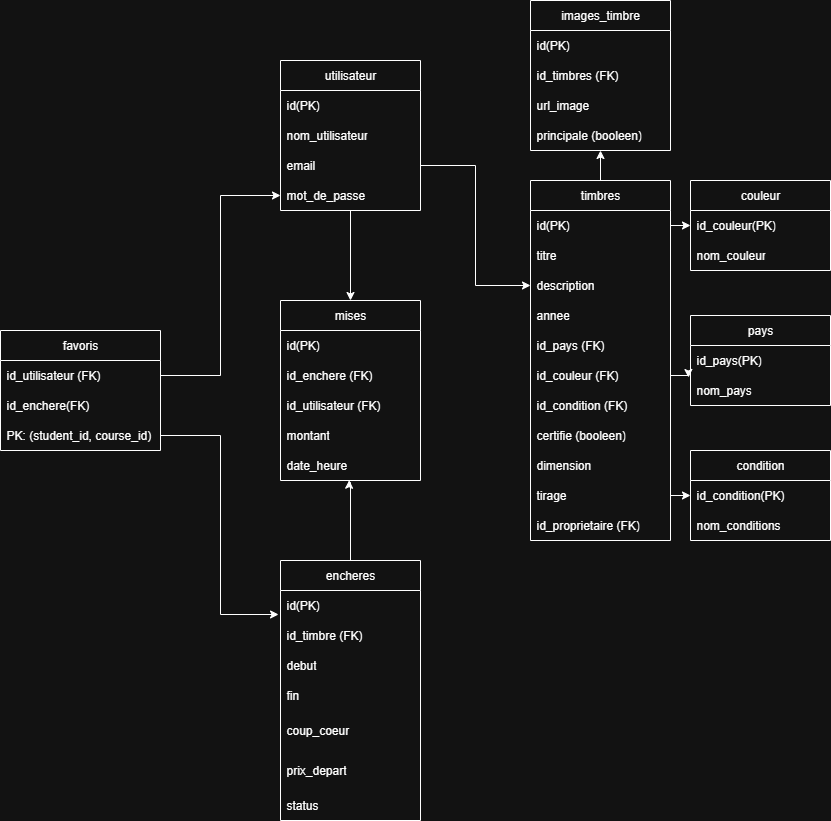 images_timbre
id(PK)
id_timbres (FK)
url_image
principale (booleen)
utilisateur
id(PK)
nom_utilisateur
email
mot_de_passe
timbres
id(PK)
titre
description
annee
id_pays (FK)
id_couleur (FK)
id_condition (FK)
certifie (booleen)
dimension
tirage
id_proprietaire (FK)
couleur
id_couleur(PK)
nom_couleur
mises
id(PK)
id_enchere (FK)
id_utilisateur (FK)
montant
date_heure
pays
id_pays(PK)
nom_pays
favoris
id_utilisateur (FK)
id_enchere(FK)
PK: (student_id, course_id)
condition
id_condition(PK)
nom_conditions
encheres
id(PK)
id_timbre (FK)
debut
fin
coup_coeur
prix_depart
status